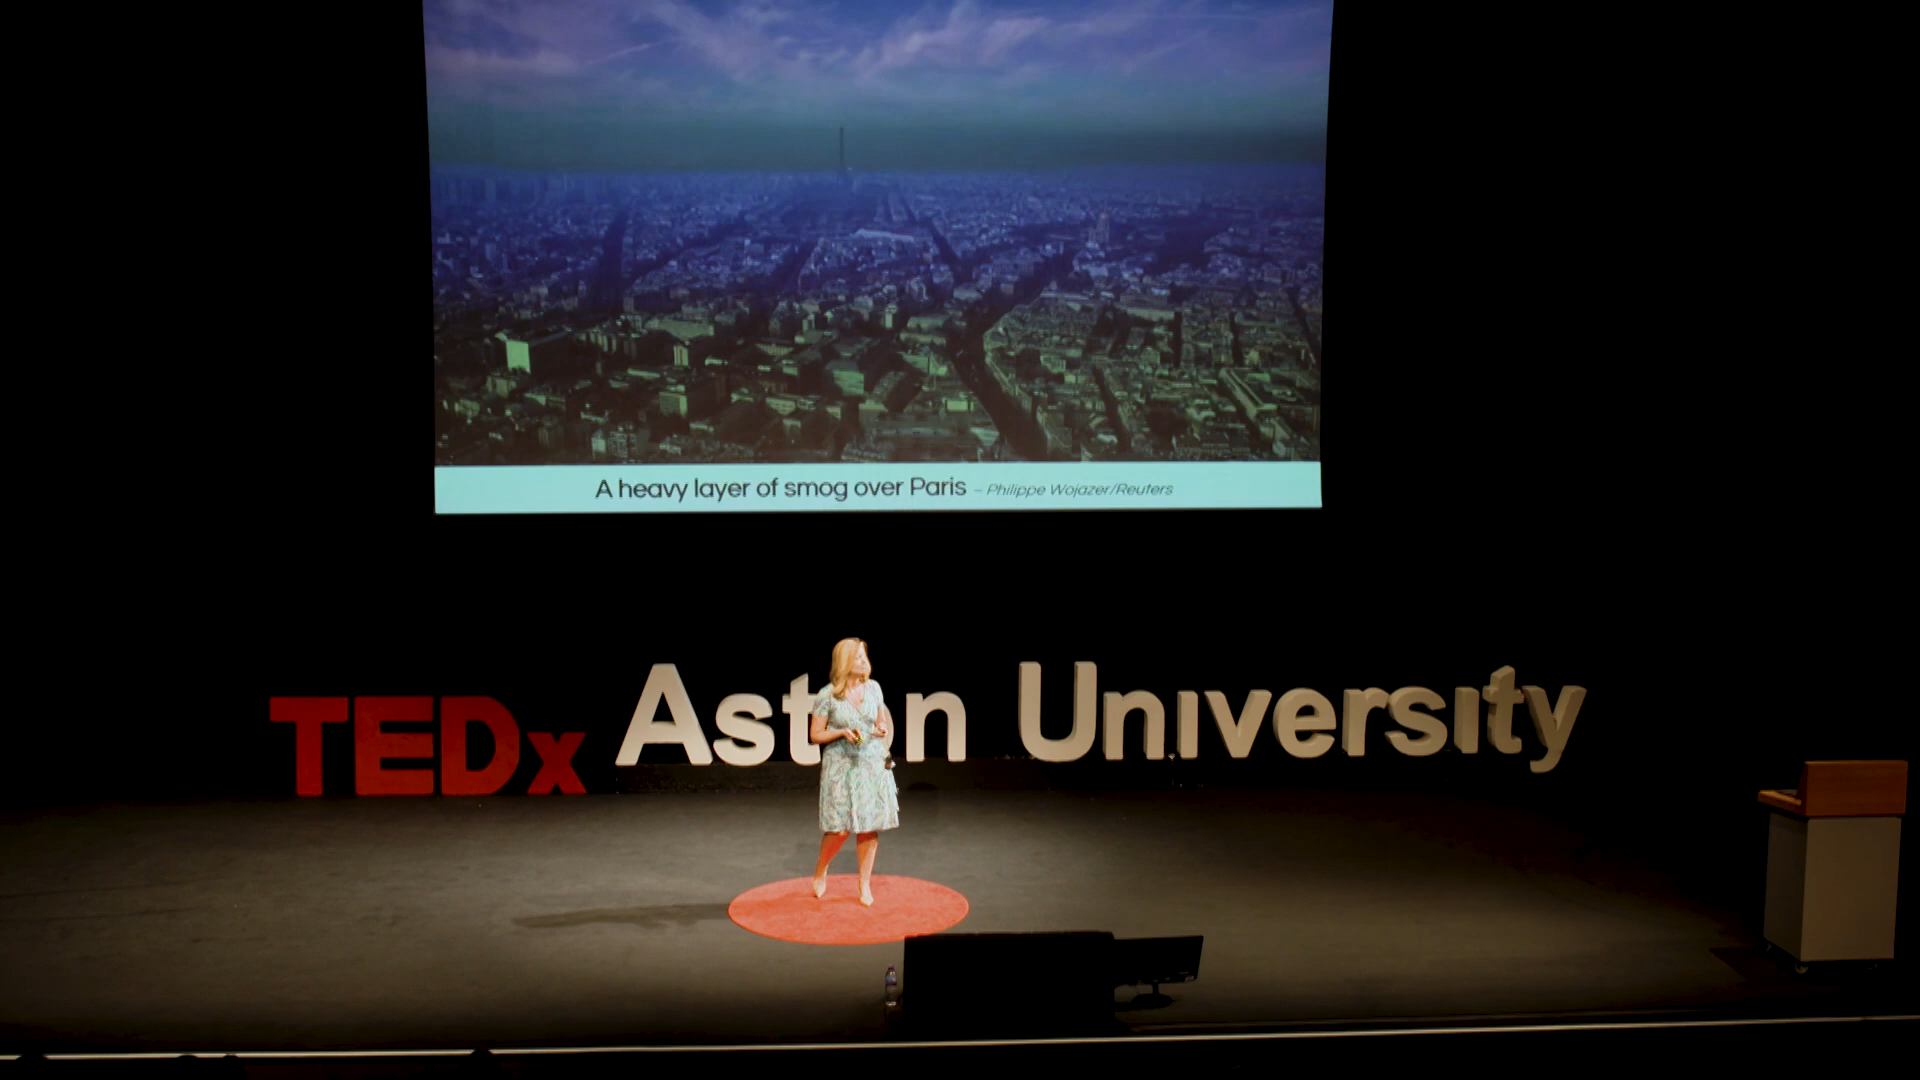 A heavy layer of smog over Paris – Philippe Wojazer/Reuters
TEDx Aston University